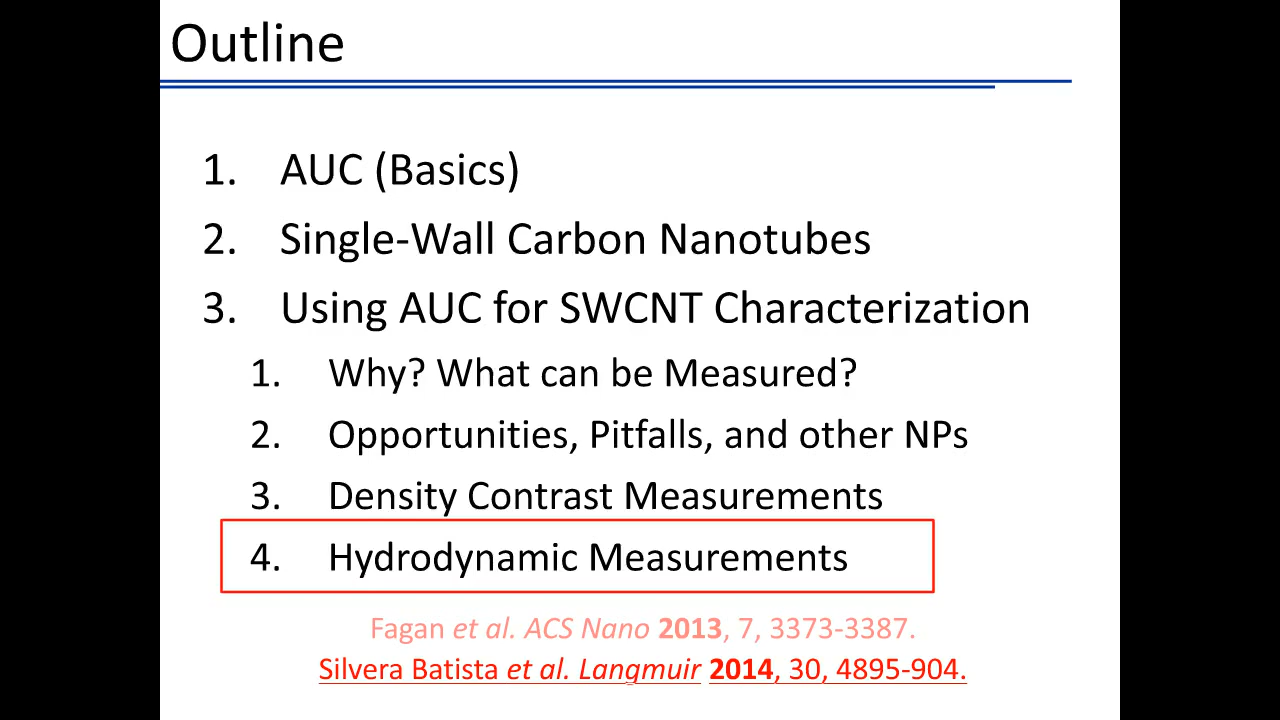 Outline
1. AUC (Basics)
2. Single-Wall Carbon Nanotubes
3. Using AUC for SWCNT Characterization
1. Why? What can be Measured?
2. Opportunities, Pitfalls, and other NPs
3. Density Contrast Measurements
4. Hydrodynamic Measurements
Fagan et al. ACS Nano 2013, 7, 3373-3387.
Silvera Batista et al. Langmuir 2014, 30, 4895-904.